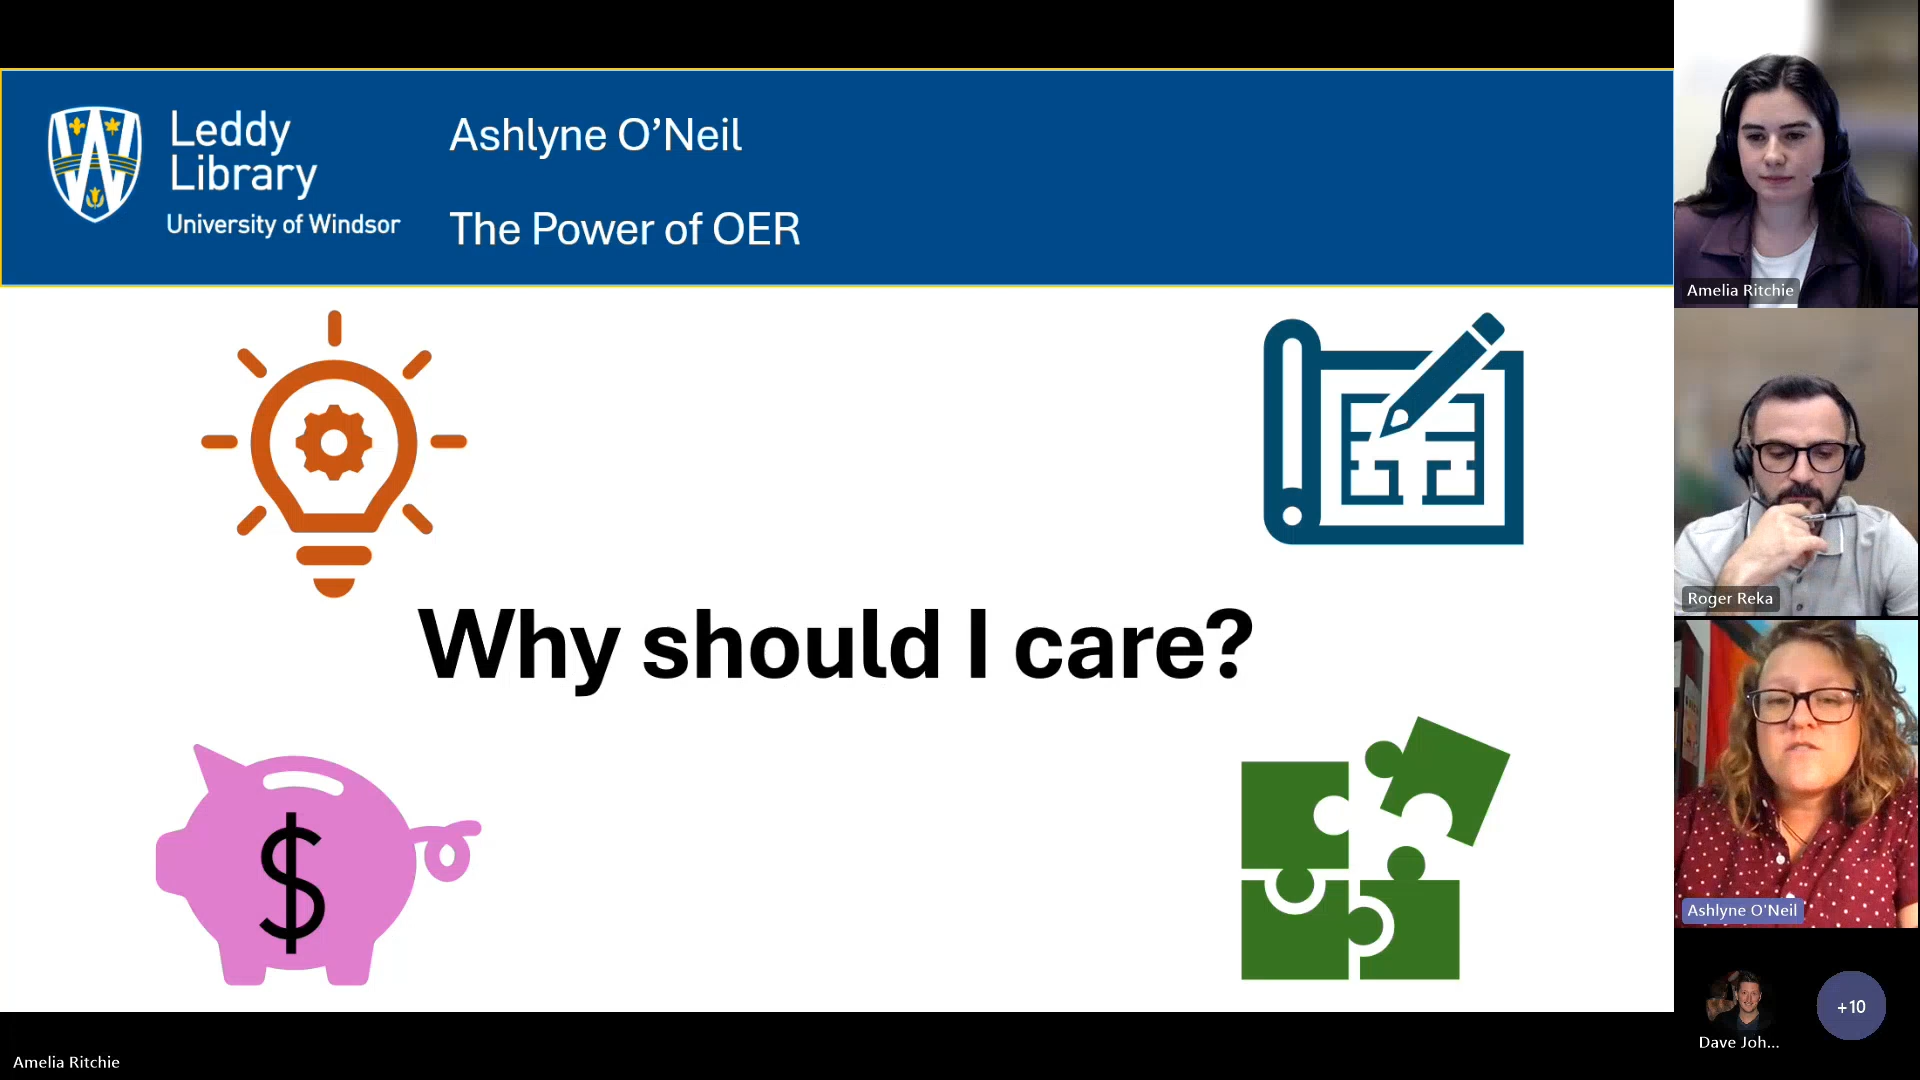 Leddy
Library
University of Windsor
Ashlyne O’Neil
The Power of OER
Why should I care?
$
Amelia Ritchie
Roger Reka
Ashlyne O'Neil
Dave Joh...
+10
Amelia Ritchie